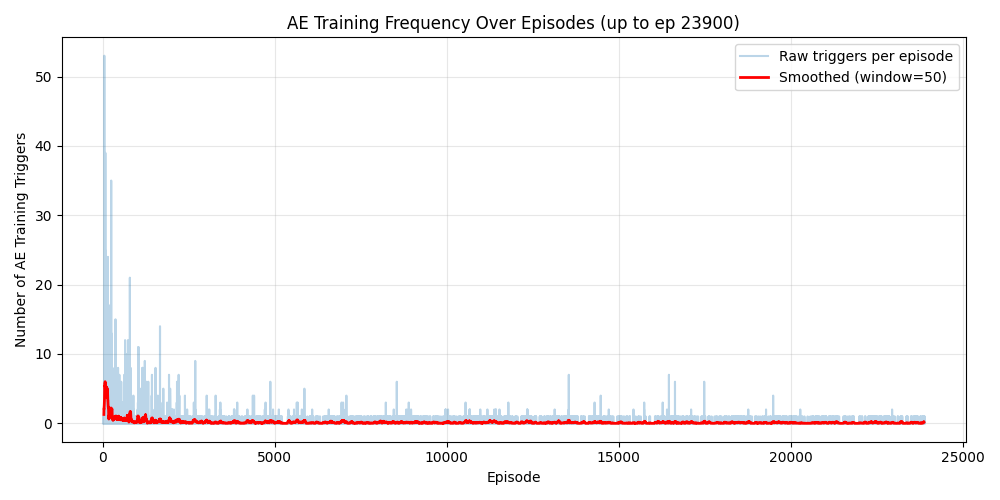 AE Training Frequency Over Episodes (up to ep 23900)
Raw triggers per episode
Smoothed (window=50)
Number of AE Training Triggers
50
40
30
20
10
0
0
5000
10000
15000
20000
25000
Episode